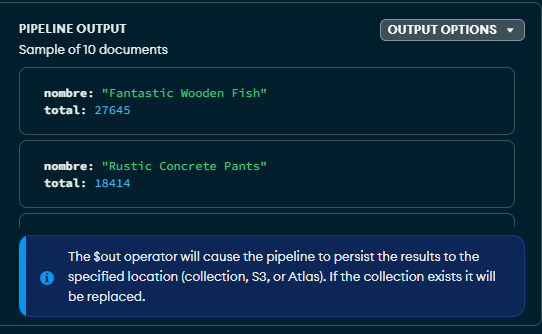 PIPELINE OUTPUT
OUTPUT OPTIONS
Sample of 10 documents
nombre: "Fantastic Wooden Fish"
total: 27645
nombre: "Rustic Concrete Pants"
total: 18414
The $out operator will cause the pipeline to persist the results to the
specified location (collection, S3, or Atlas). If the collection exists it will
be replaced.